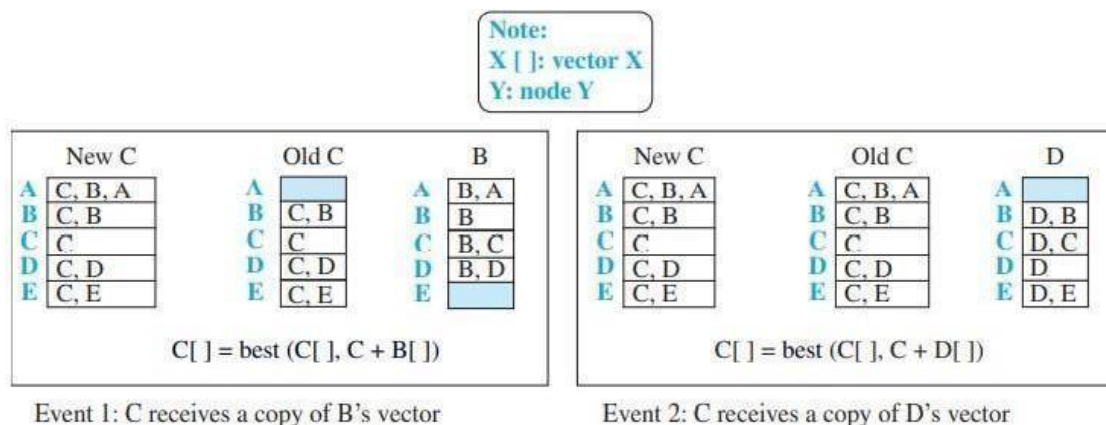 Note:
X [ ]: vector X
Y: node Y
New C
Old C
B
A C, B, A
B C, B
C C
D C, D
E C, E
A
B C, B
C C
D C, D
E C, E
A B, A
B B
C B, C
D B, D
E
C[ ] = best (C[ ], C + B[ ])
Event 1: C receives a copy of B's vector
New C
Old C
D
A C, B, A
B C, B
C C
D C, D
E C, E
A C, B, A
B C, B
C C
D C, D
E C, E
A
B D, B
C D, C
D D
E D, E
C[ ] = best (C[ ], C + D[ ])
Event 2: C receives a copy of D's vector